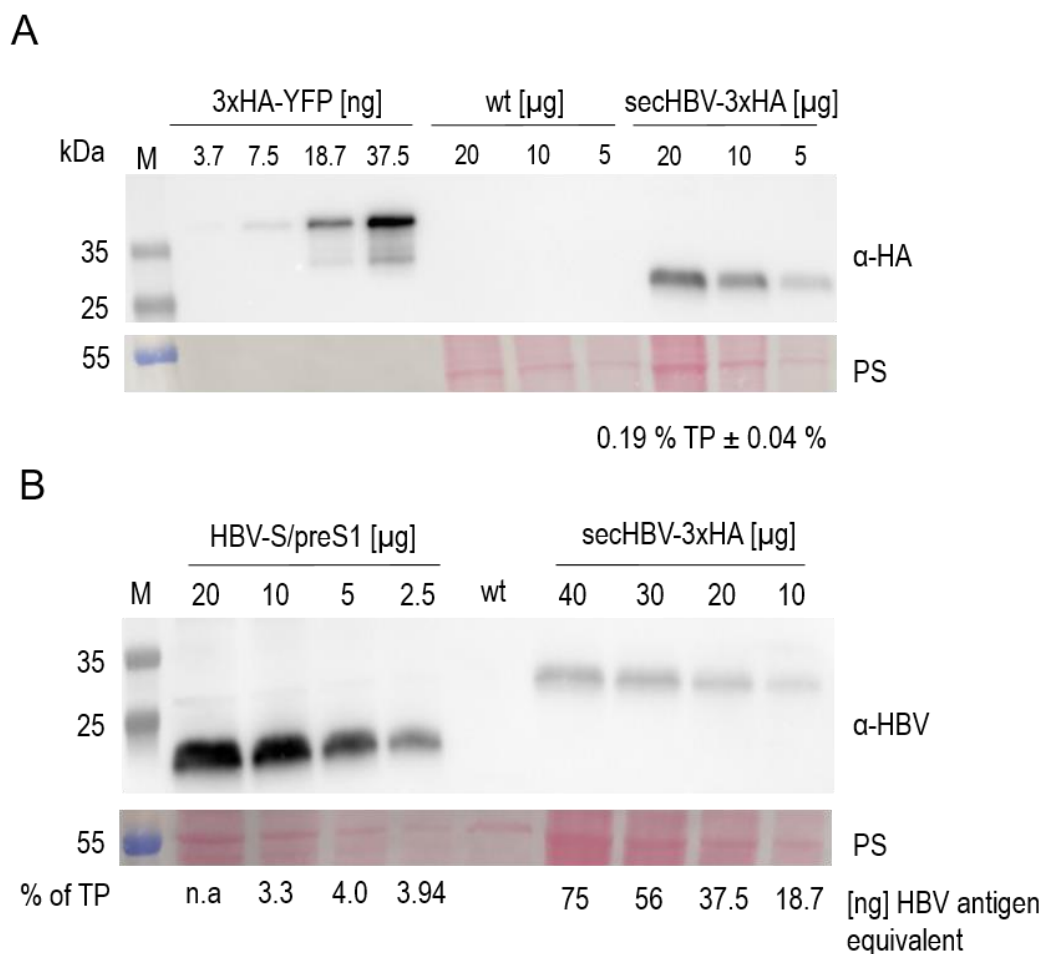 A
3xHA-YFP [ng] wt [µg] secHBV-3xHA [µg]
kDa M 3.7 7.5 18.7 37.5 20 10 5 20 10 5
35
α-HA
25
55
PS
0.19 % TP ± 0.04 %
B
HBV-S/preS1 [µg] secHBV-3xHA [µg]
M 20 10 5 2.5 wt 40 30 20 10
35
25
α-HBV
55 PS
% of TP n.a 3.3 4.0 3.94 75 56 37.5 18.7 [ng] HBV antigen
equivalent